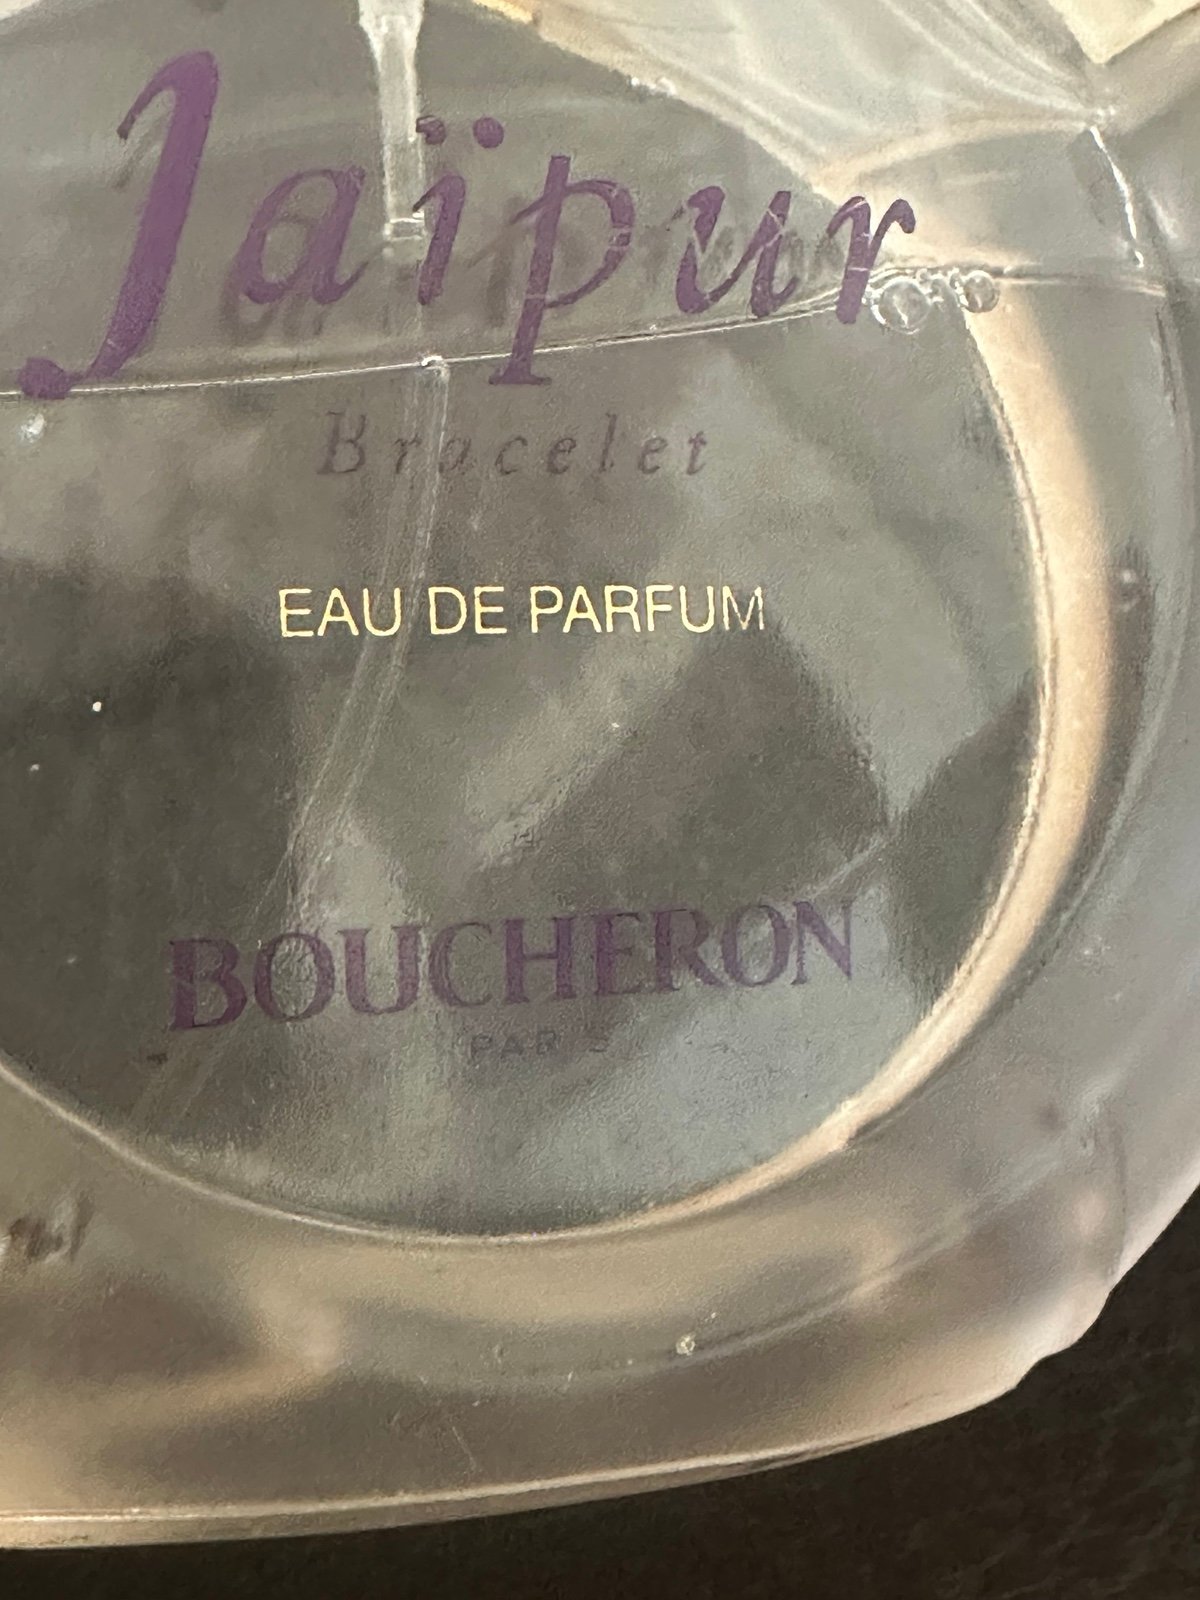 Jaïpur
Bracelet
EAU DE PARFUM
BOUCHERON
PARIS